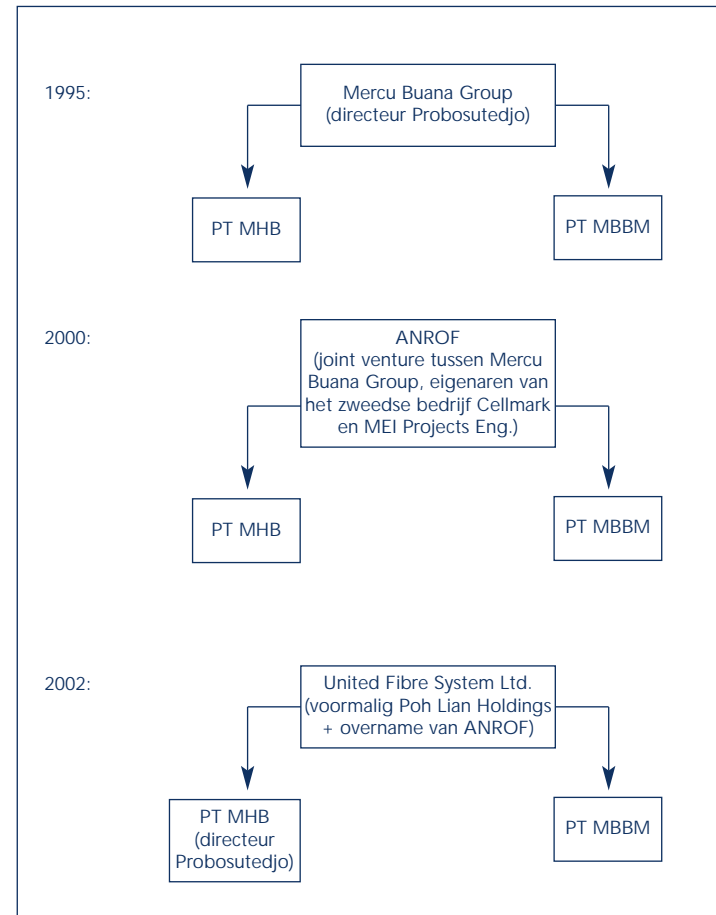 1995:
Mercu Buana Group
(directeur Probosutedjo)
PT MHB
PT MBBM
2000:
ANROF
(joint venture tussen Mercu
Buana Group, eigenaren van
het zweedse bedrijf Cellmark
en MEI Projects Eng.)
PT MHB
PT MBBM
2002:
United Fibre System Ltd.
(voormalig Poh Lian Holdings
+ overname van ANROF)
PT MHB
(directeur
Probosutedjo)
PT MBBM